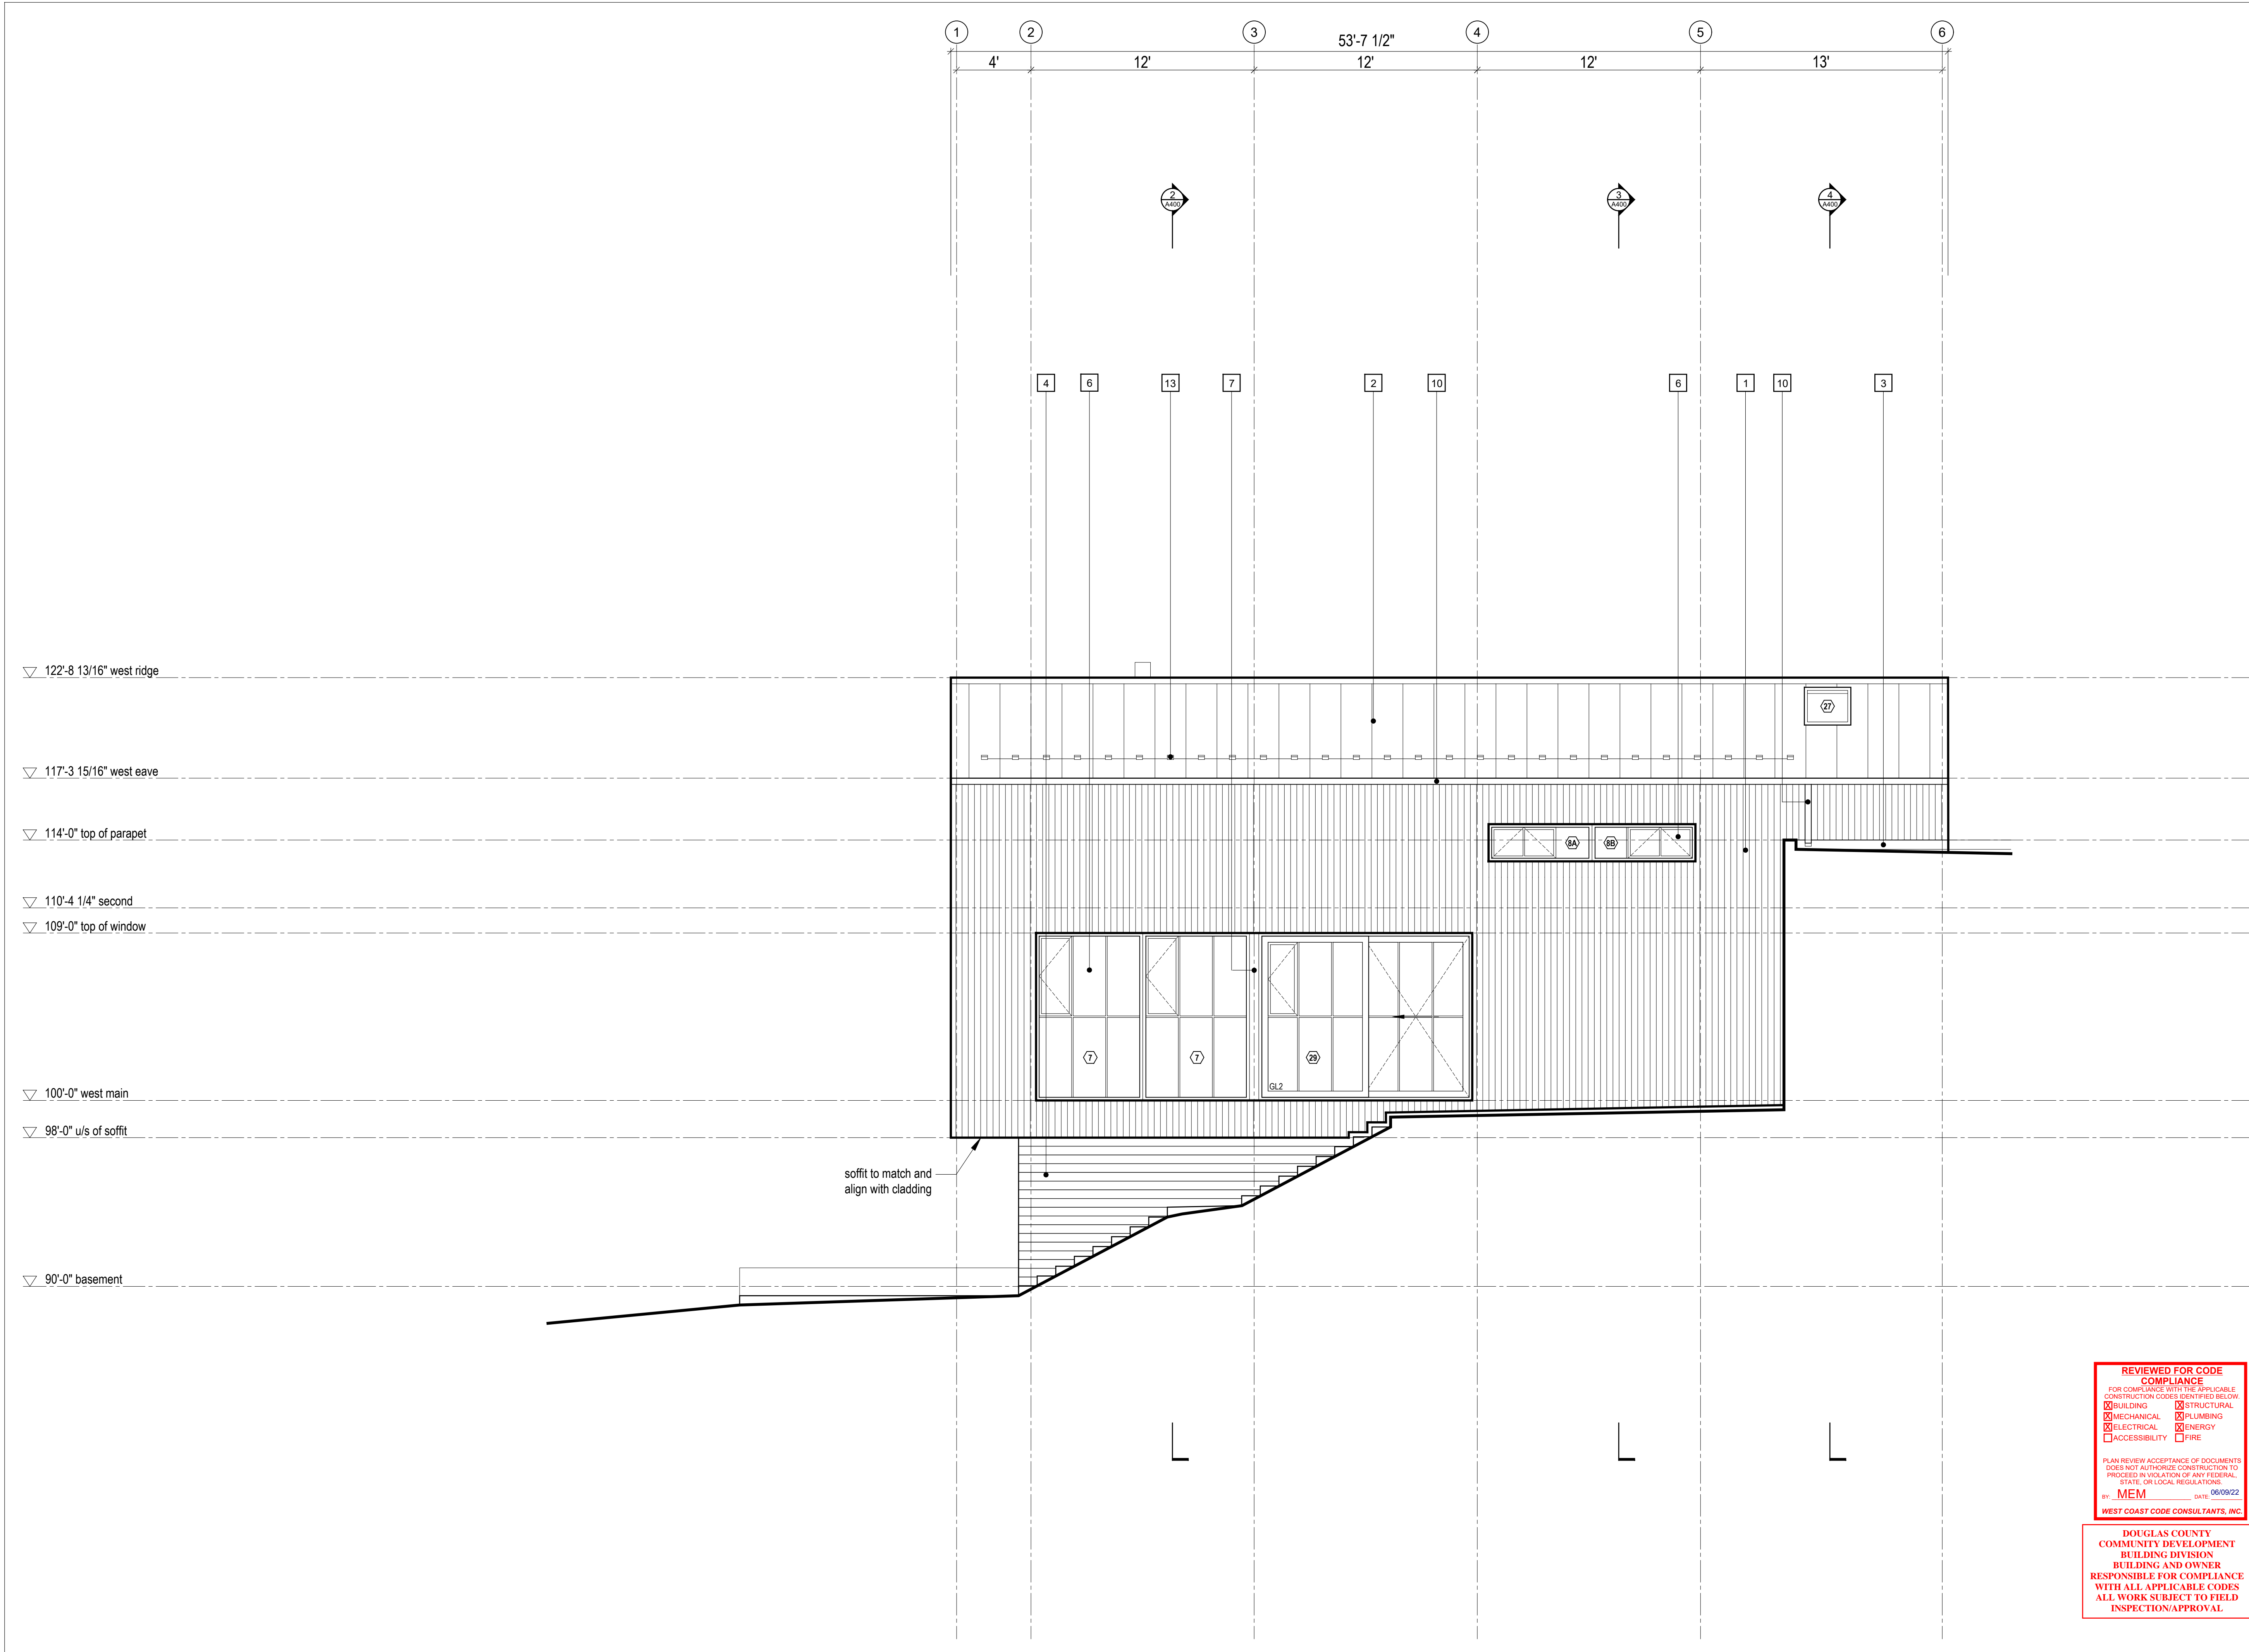 1 2 3 4 5 6
53'-7 1/2"
4' 12' 12' 12' 13'
2 3 4
A400 A400 A400
4 6 13 7 2 10 6 1 10 3
122'-8 13/16" west ridge
27
117'-3 15/16" west eave
114'-0" top of parapet
8A 8B
110'-4 1/4" second
109'-0" top of window
7 7 29
GL2
100'-0" west main
98'-0" u/s of soffit
soffit to match and
align with cladding
90'-0" basement
REVIEWED FOR CODE
COMPLIANCE
FOR COMPLIANCE WITH THE APPLICABLE
CONSTRUCTION CODES IDENTIFIED BELOW.
X BUILDING X STRUCTURAL
X MECHANICAL X PLUMBING
X ELECTRICAL X ENERGY
ACCESSIBILITY FIRE
PLAN REVIEW ACCEPTANCE OF DOCUMENTS
DOES NOT AUTHORIZE CONSTRUCTION TO
PROCEED IN VIOLATION OF ANY FEDERAL,
STATE, OR LOCAL REGULATIONS.
BY: MEM DATE: 06/09/22
WEST COAST CODE CONSULTANTS, INC.
DOUGLAS COUNTY
COMMUNITY DEVELOPMENT
BUILDING DIVISION
BUILDING AND OWNER
RESPONSIBLE FOR COMPLIANCE
WITH ALL APPLICABLE CODES
ALL WORK SUBJECT TO FIELD
INSPECTION/APPROVAL